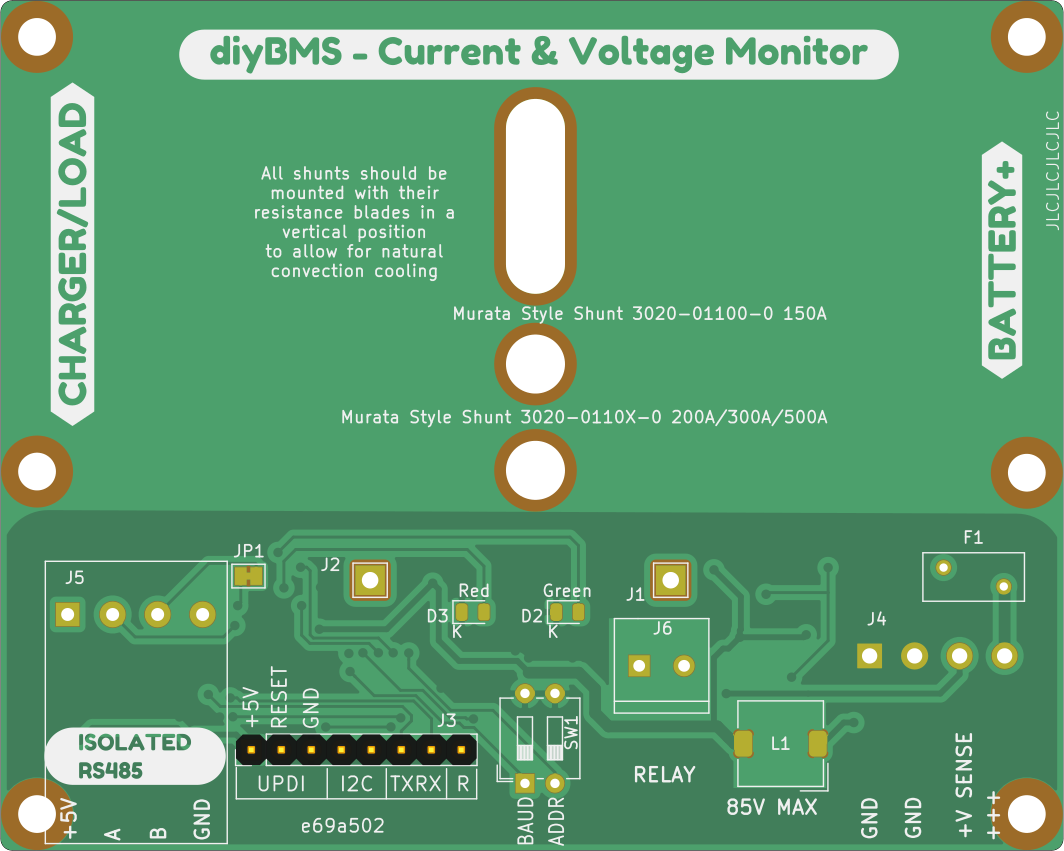 diyBMS - Current & Voltage Monitor
CHARGER/LOAD
BATTERY+
JLCJLCJLCJLC
All shunts should be
mounted with their
resistance blades in a
vertical position
to allow for natural
convection cooling
Murata Style Shunt 3020-01100-0 150A
Murata Style Shunt 3020-0110X-0 200A/300A/500A
JP1
J2
F1
J5
Red
Green
J1
D3
D2
K
K
J6
J4
+5V
RESET
GND
J3
SW1
L1
ISOLATED
RS485
UPDI
I2C
TXRX
R
RELAY
85V MAX
+5V
A
B
GND
e69a502
BAUD
ADDR
GND
GND
+V SENSE
+++